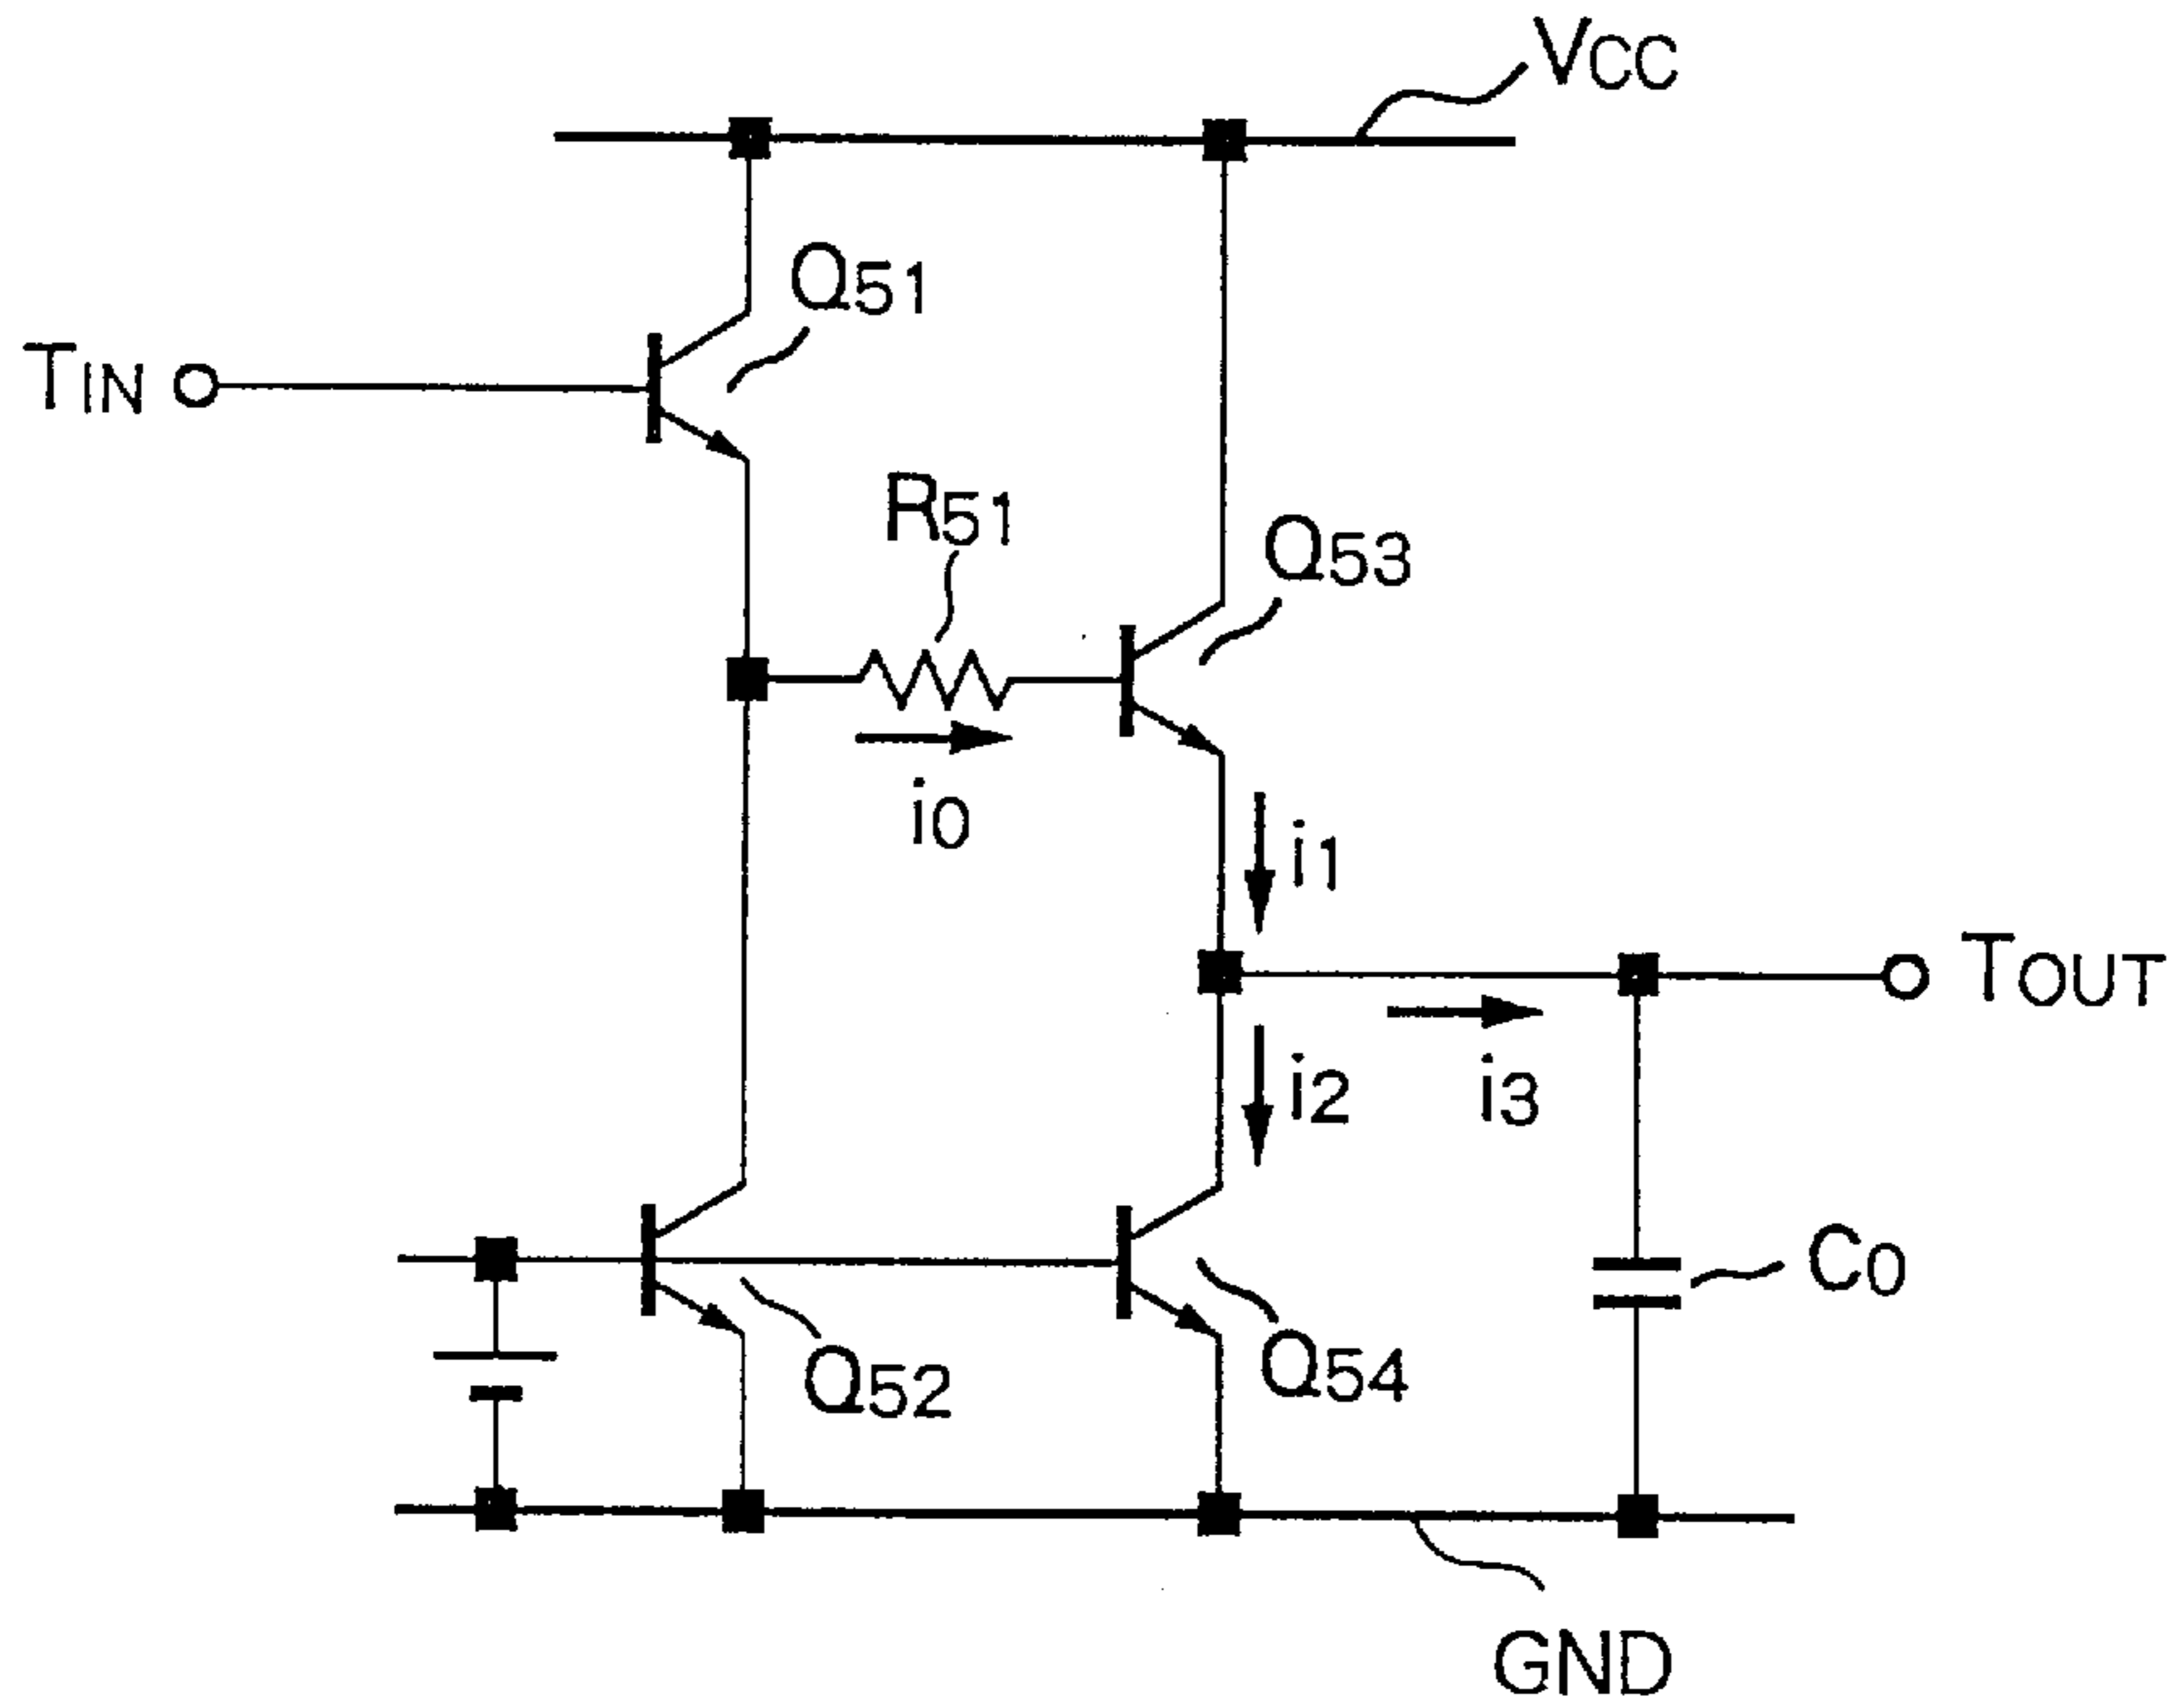 VCC
Q51
TIN
R51
Q53
i0
i1
TOUT
i2
i3
C0
Q52
Q54
GND